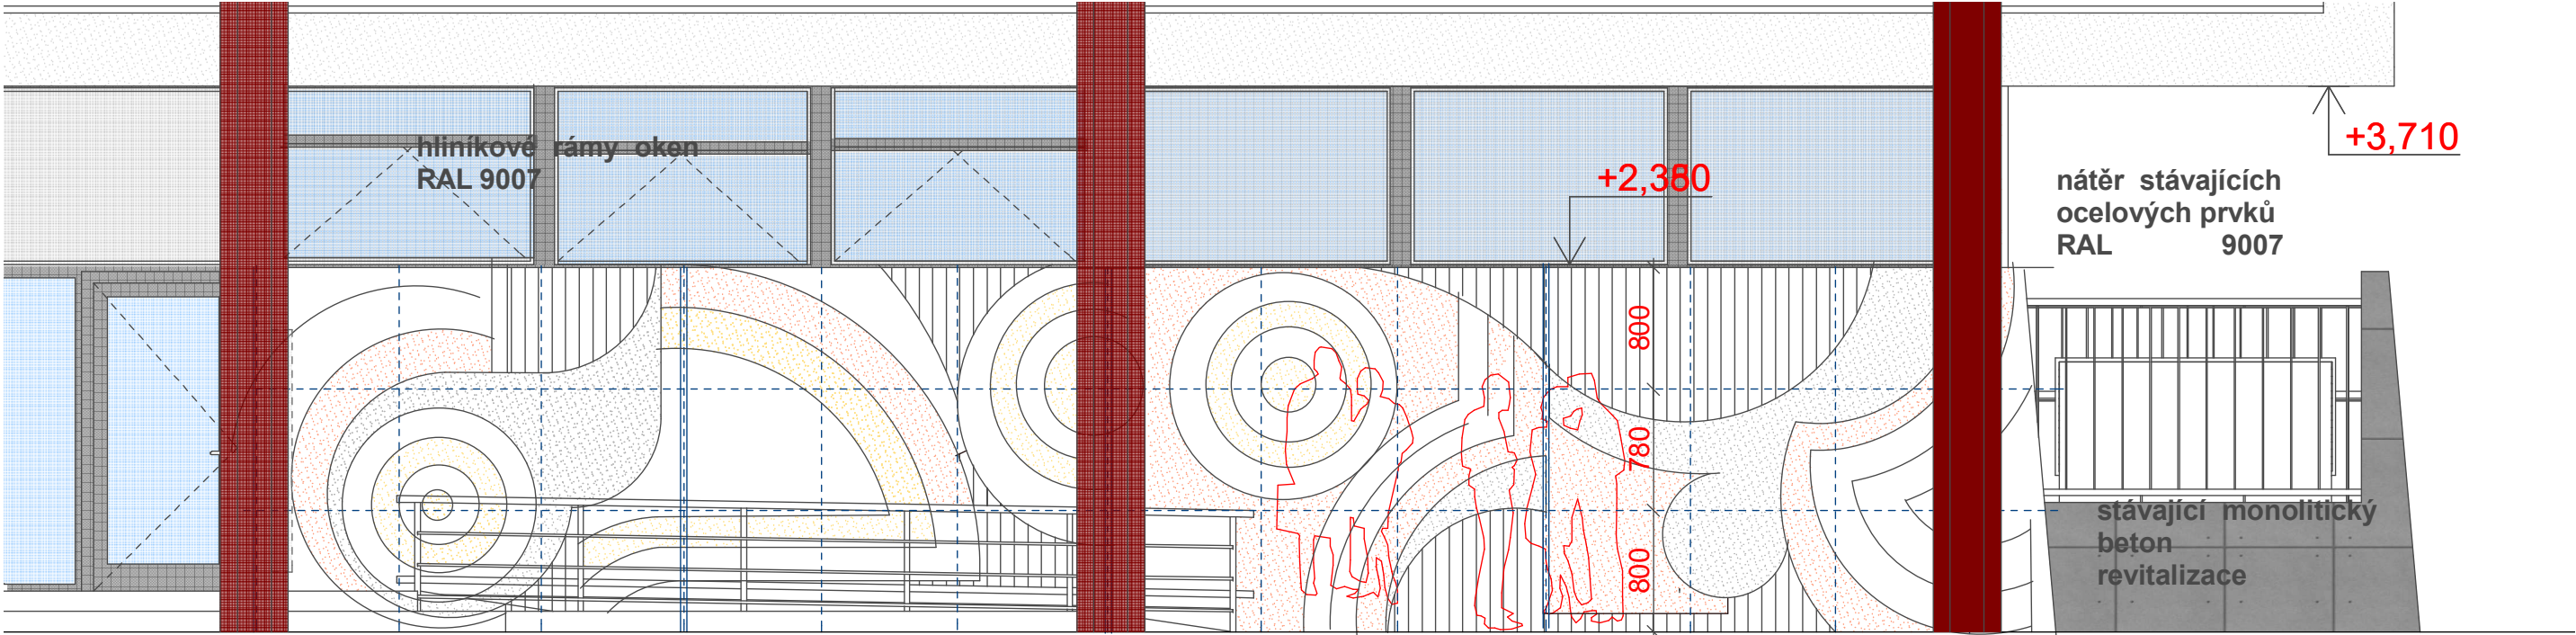 +3,710
hliníkové rámy oken
RAL 9007
+2,380
nátěr stávajících
ocelových prvků
RAL 9007
800
780
800
stávající monolitický
beton
revitalizace